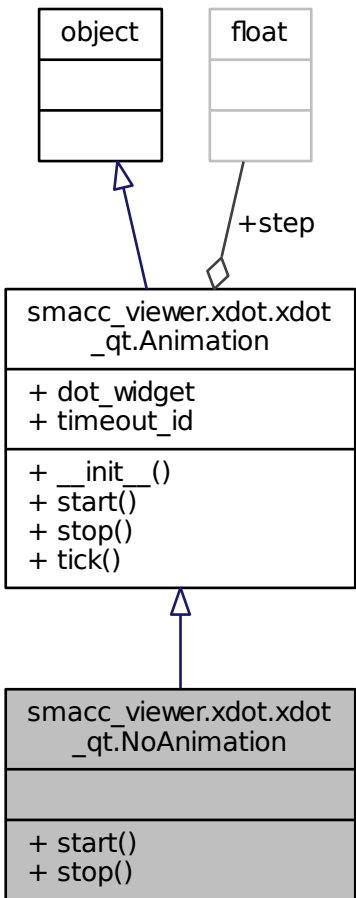 object
float
+step
smacc_viewer.xdot.xdot
_qt.Animation
+ dot_widget
+ timeout_id
+ __init__()
+ start()
+ stop()
+ tick()
smacc_viewer.xdot.xdot
_qt.NoAnimation
+ start()
+ stop()